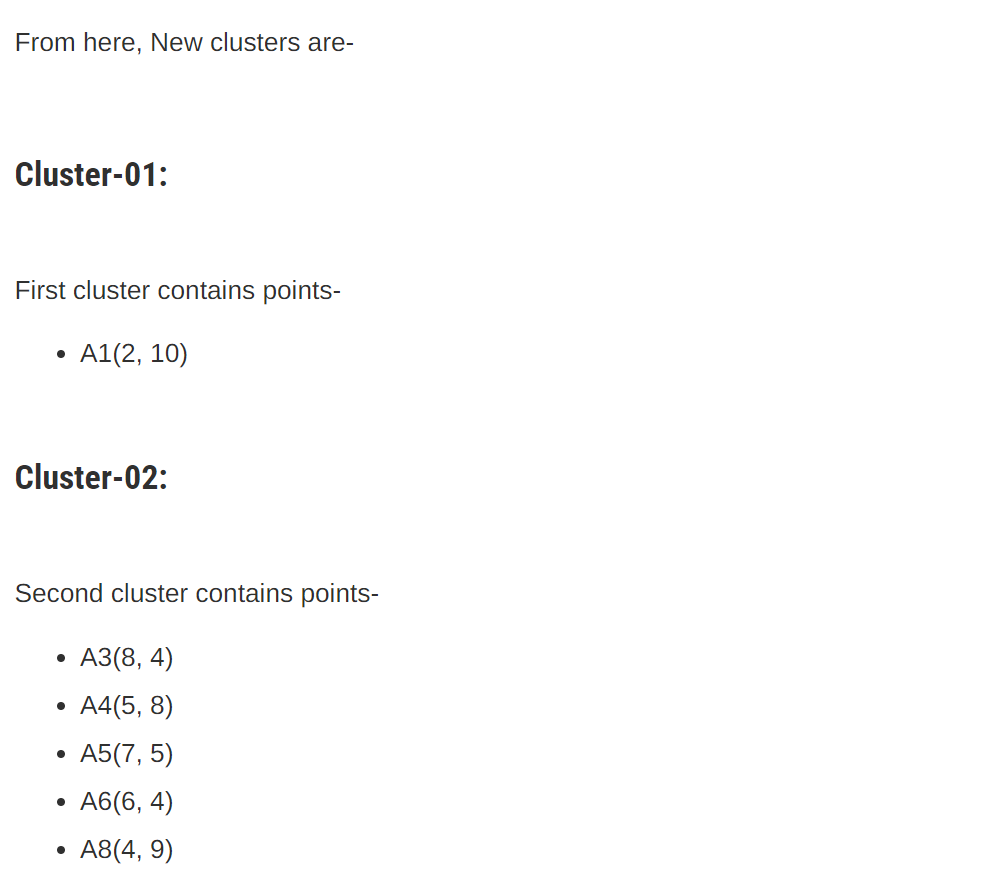 From here, New clusters are-
Cluster-01:
First cluster contains points-
A1(2, 10)
Cluster-02:
Second cluster contains points-
A3(8, 4)
A4(5, 8)
A5(7, 5)
A6(6, 4)
A8(4, 9)